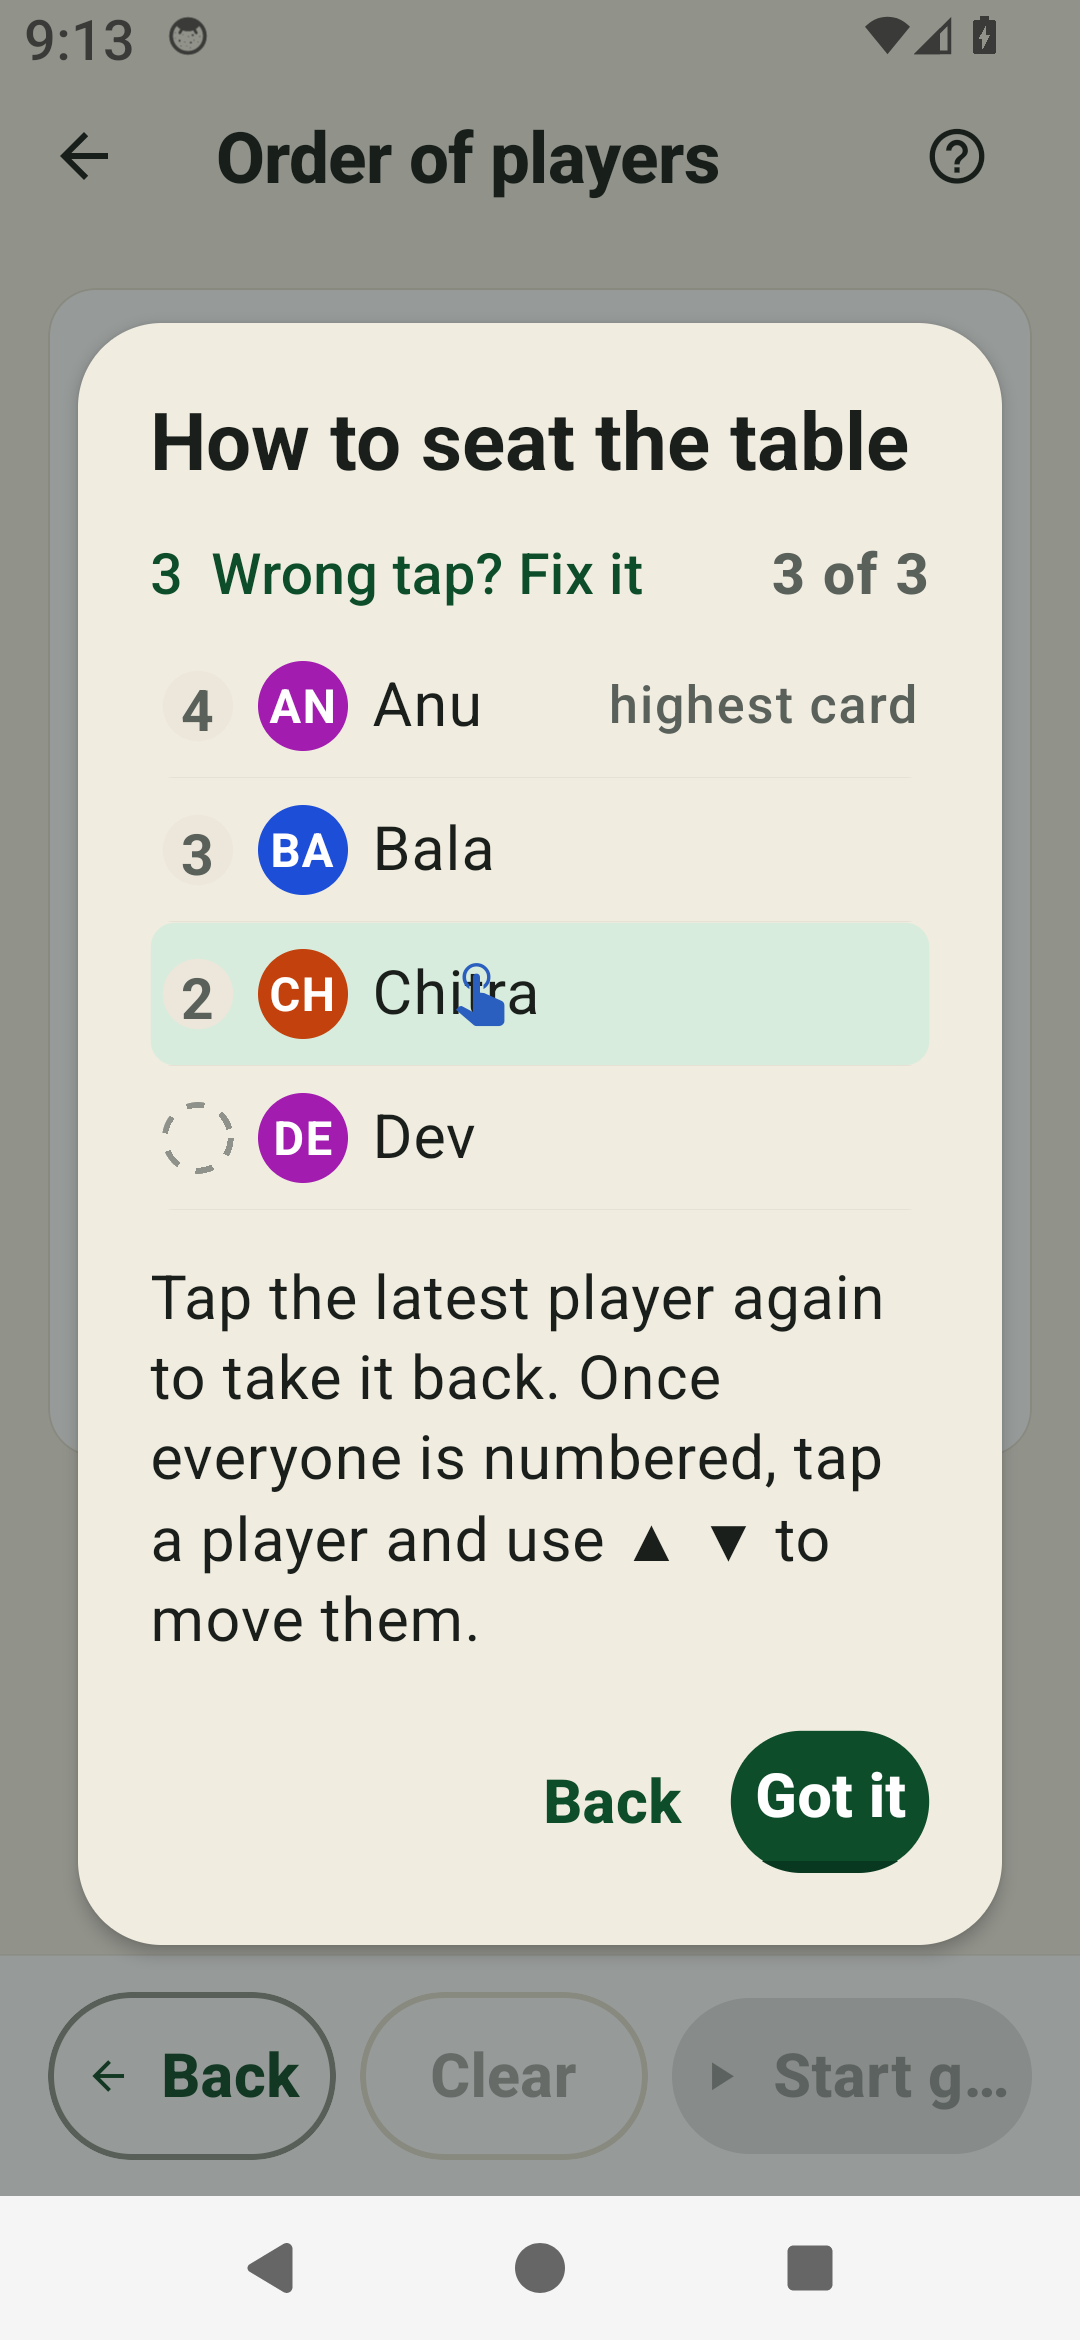 9:13
Order of players
How to seat the table
3 Wrong tap? Fix it 3 of 3
4 AN Anu highest card
3 BA Bala
2 CH Chitra
DE Dev
Tap the latest player again
to take it back. Once
everyone is numbered, tap
a player and use ▲ ▼ to
move them.
Back Got it
Back Clear Start g...